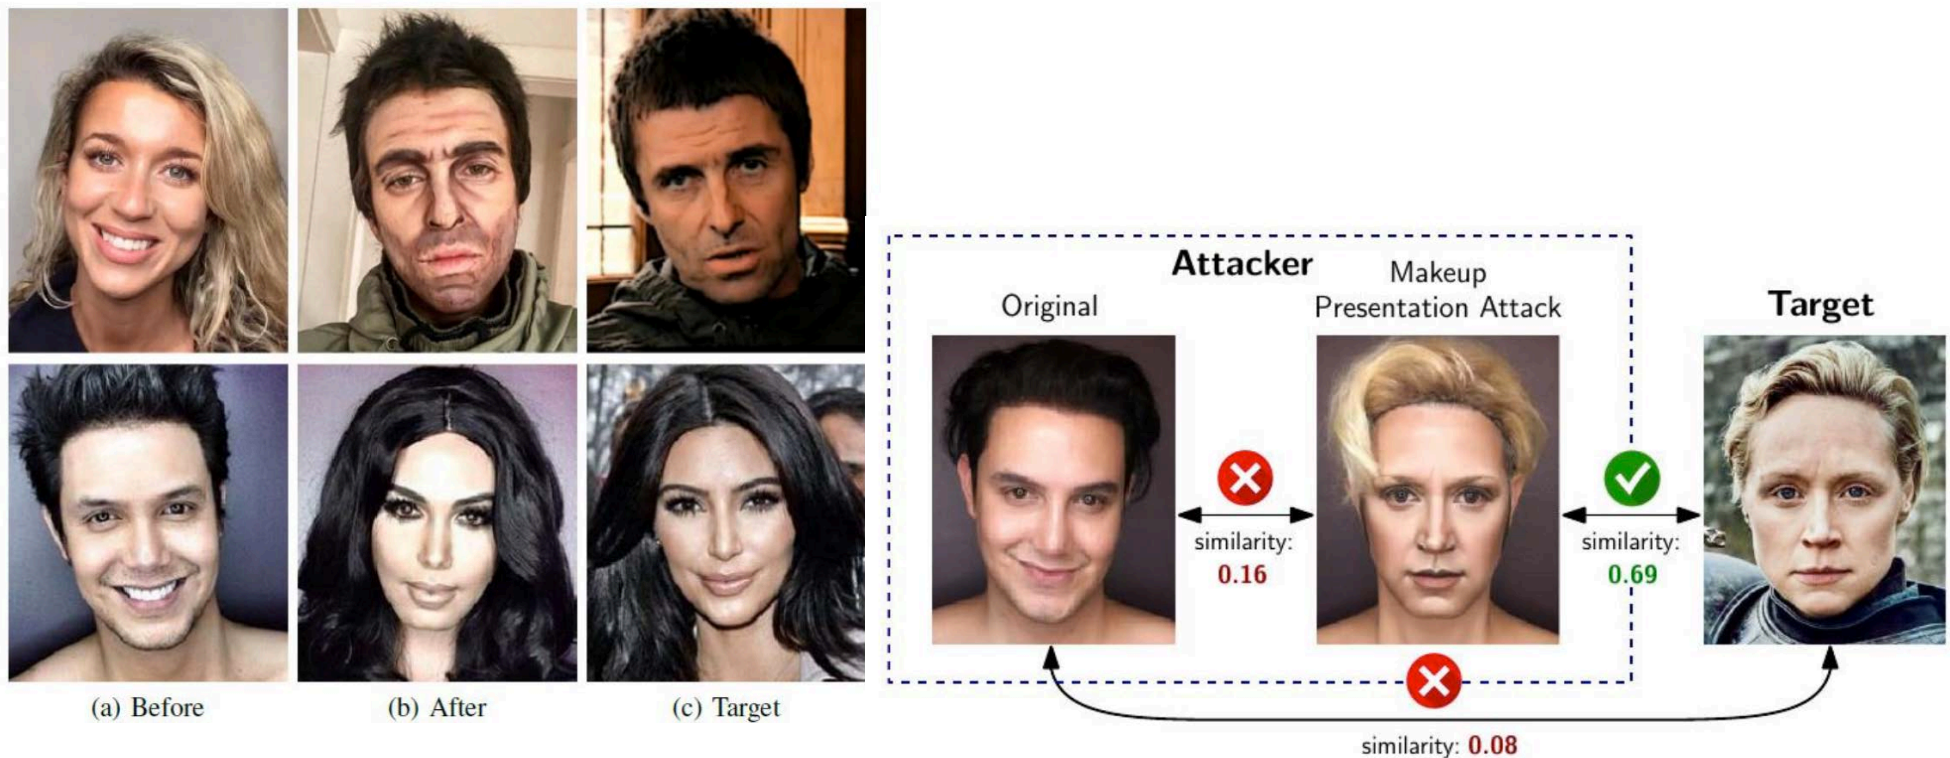 (a) Before
(b) After
(c) Target
Attacker
Original
Makeup
Presentation Attack
Target
similarity:
0.16
similarity:
0.69
similarity: 0.08